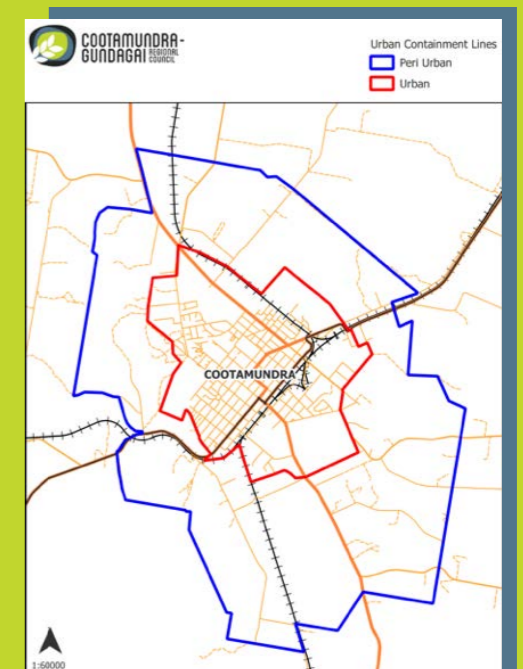 COOTAMUNDRA-
GUNDAGAI REGIONAL COUNCIL
Urban Containment Lines
Peri Urban
Urban
COOTAMUNDRA
1:60000